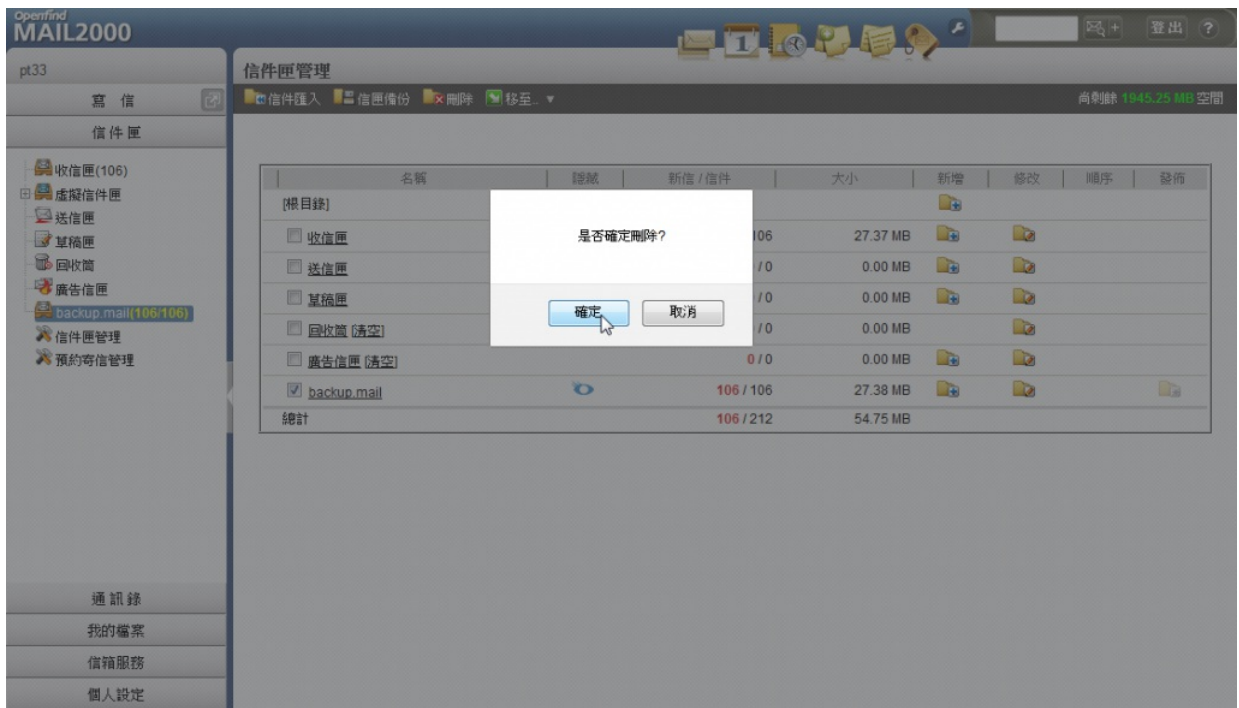 Openfind
MAIL2000
登出 ?
pt33
信件匣管理
寫 信
信件匯入 信匣備份 刪除 移至.. ▼
尚剩餘 1945.25 MB 空間
信件匣
收信匣(106)
虛擬信件匣
送信匣
草稿匣
回收筒
廣告信匣
backup.mail(106/106)
信件匣管理
預約寄信管理
名稱 隱藏 新信 / 信件 大小 新增 修改 順序 發佈
[根目錄]
收信匣 106 27.37 MB
送信匣 / 0 0.00 MB
草稿匣 / 0 0.00 MB
回收筒 [清空] / 0 0.00 MB
廣告信匣 [清空] 0 / 0 0.00 MB
backup.mail 106 / 106 27.38 MB
總計 106 / 212 54.75 MB
是否確定刪除?
確定 取消
通訊錄
我的檔案
信箱服務
個人設定